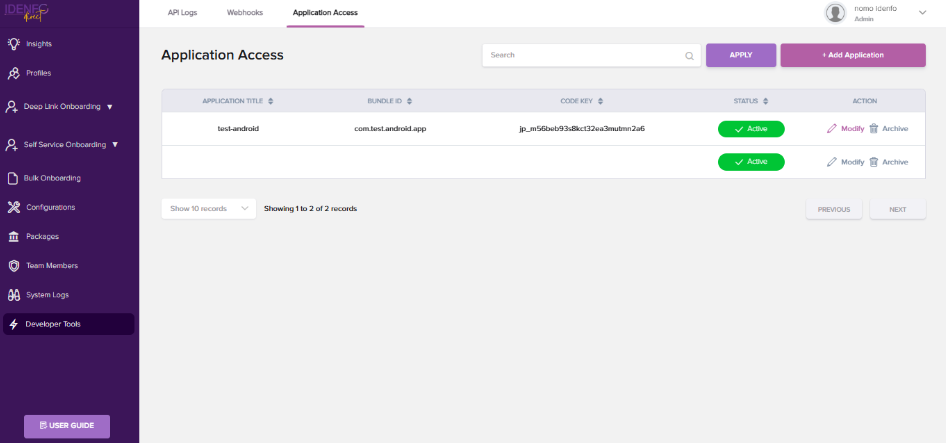 IDENFO
direct
API Logs
Webhooks
Application Access
nomo idenfo
Admin
Insights
Profiles
Deep Link Onboarding
Self Service Onboarding
Bulk Onboarding
Configurations
Packages
Team Members
System Logs
Developer Tools
USER GUIDE
Application Access
Search
APPLY
+ Add Application
APPLICATION TITLE BUNDLE ID CODE KEY STATUS ACTION
test-android com.test.android.app jp_m56beb93s8kct32ea3mutmn2a6 Active Modify Archive
Active Modify Archive
Show 10 records Showing 1 to 2 of 2 records PREVIOUS NEXT